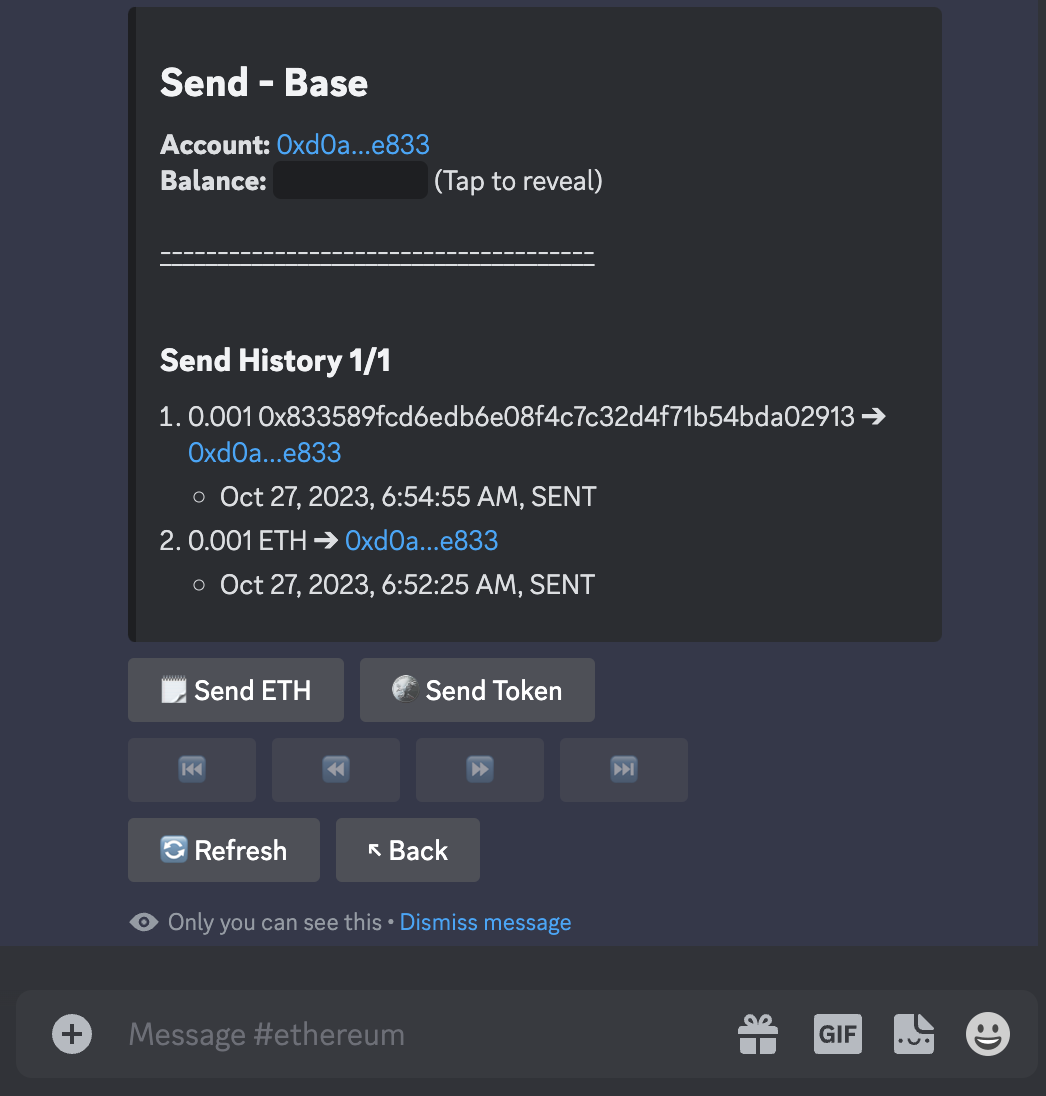 Send - Base
Account: 0xd0a...e833
Balance: (Tap to reveal)
====================================
Send History 1/1
1. 0.001 0x833589fcd6edb6e08f4c7c32d4f71b54bda02913 ➔
0xd0a...e833
○ Oct 27, 2023, 6:54:55 AM, SENT
2. 0.001 ETH ➔ 0xd0a...e833
○ Oct 27, 2023, 6:52:25 AM, SENT
Send ETH Send Token
Refresh ↖ Back
Only you can see this • Dismiss message
Message #ethereum GIF